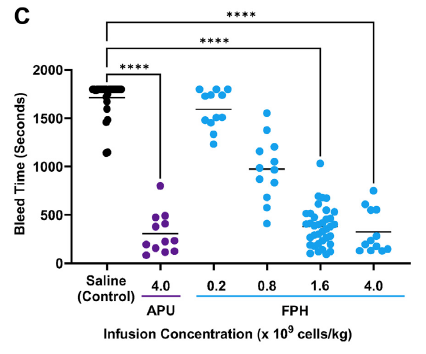 C
****
****
****
2000
1500
1000
500
0
Bleed Time (Seconds)
Saline
(Control)
4.0
0.2
0.8
1.6
4.0
APU
FPH
Infusion Concentration (x 10⁹ cells/kg)